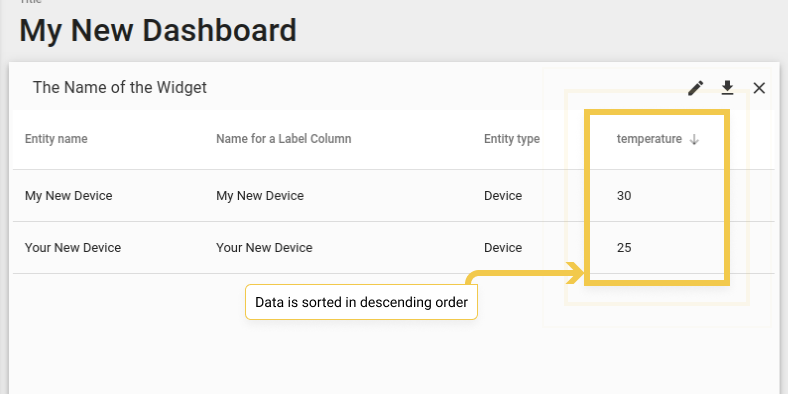 Title
My New Dashboard
The Name of the Widget
Entity name Name for a Label Column Entity type temperature
My New Device My New Device Device 30
Your New Device Your New Device Device 25
Data is sorted in descending order